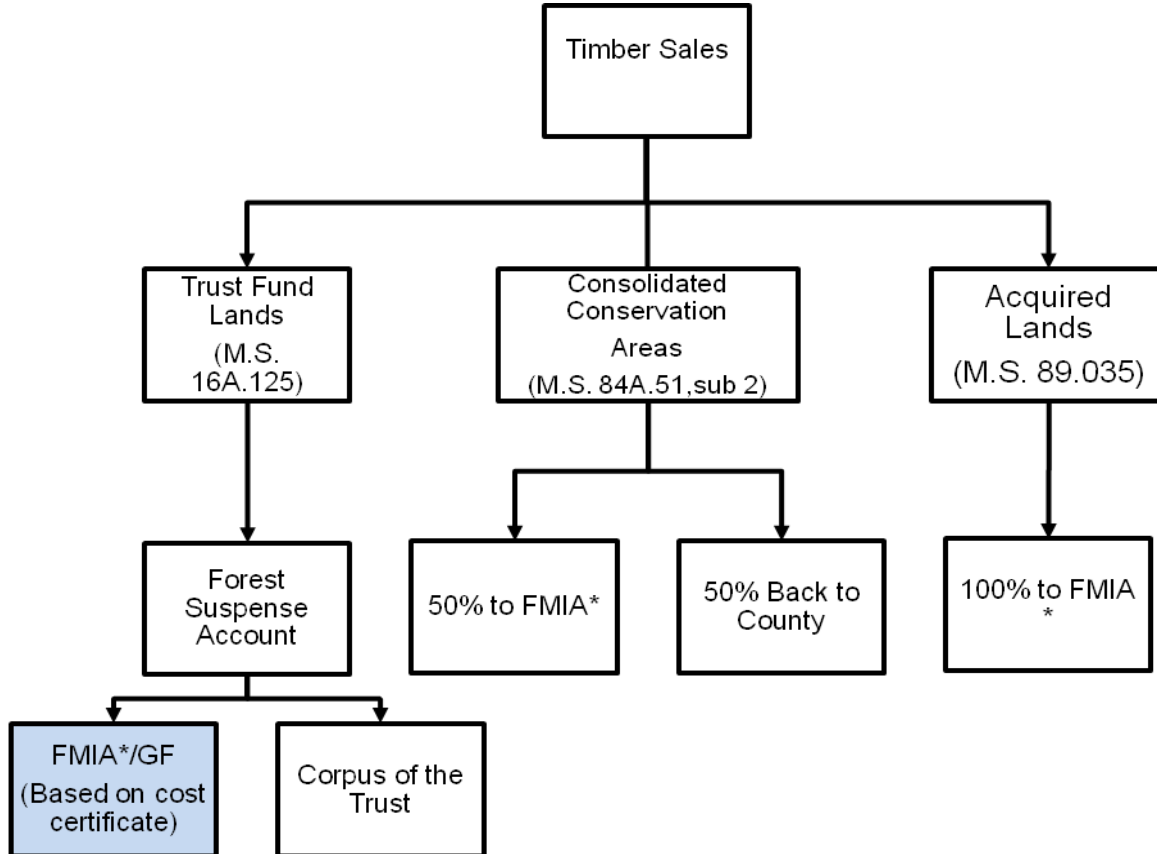 Timber Sales
Trust Fund
Lands
(M.S.
16A.125)
Consolidated
Conservation
Areas
(M.S. 84A.51,sub 2)
Acquired
Lands
(M.S. 89.035)
Forest
Suspense
Account
50% to FMIA*
50% Back to
County
100% to FMIA
*
FMIA*/GF
(Based on cost
certificate)
Corpus of the
Trust